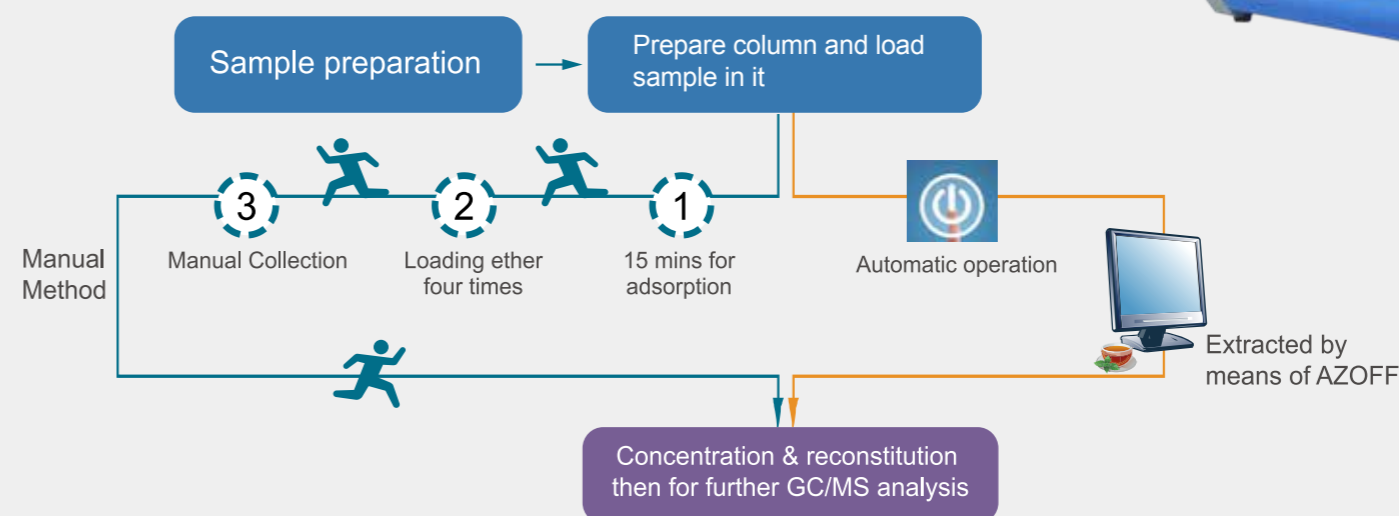 Sample preparation
Prepare column and load
sample in it
3
2
1
Manual Collection
Loading ether
four times
15 mins for
adsorption
Automatic operation
Manual
Method
Extracted by
means of AZOFF
Concentration & reconstitution
then for further GC/MS analysis